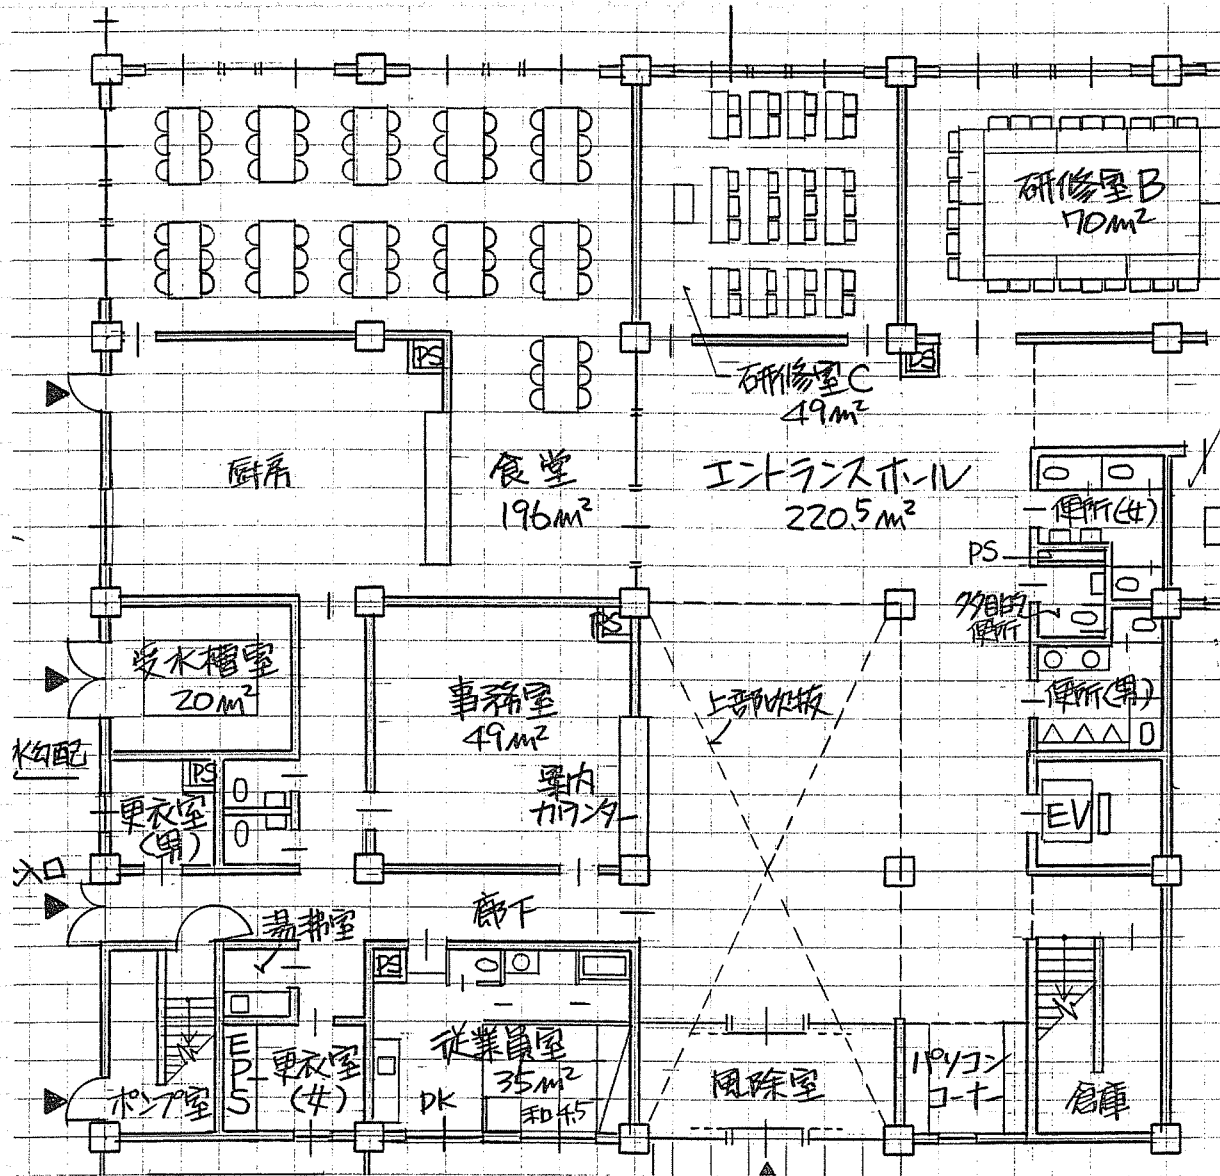 研修室B
70m²
PS
PS
研修室C
49m²
厨房
食堂
196m²
エントランスホール
220.5m²
便所(女)
PS
多目的
便所
PS
受水槽室
20m²
事務室
49m²
上部吹抜
便所(男)
水勾配
PS
更衣室
(男)
案内
カウンター
EV
入口
廊下
湯沸室
PS
EPS
更衣室
(女)
従業員室
35m²
DK
和4.5
ポンプ室
風除室
パソコン
コーナー
倉庫